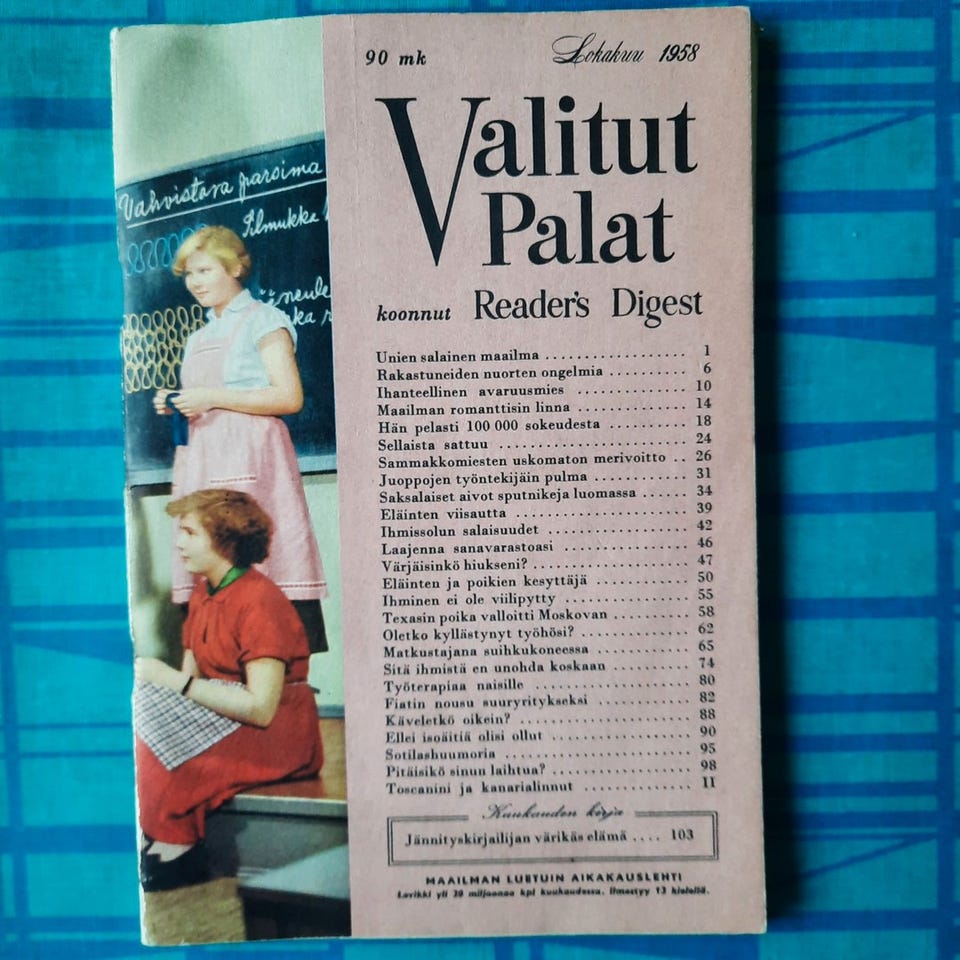 Vahvistava parsima
Silmukka
neule
ka
90 mk Lokakuu 1958
Valitut
Palat
koonnut Reader's Digest
Unien salainen maailma .................. 1
Rakastuneiden nuorten ongelmia .......... 6
Ihanteellinen avaruusmies ............... 10
Maailman romanttisin linna .............. 14
Hän pelasti 100 000 sokeudesta .......... 18
Sellaista sattuu ........................ 24
Sammakkomiesten uskomaton merivoitto .. 26
Juoppojen työntekijäin pulma ............ 31
Saksalaiset aivot sputnikeja luomassa ...... 34
Eläinten viisautta ...................... 39
Ihmissolun salaisuudet .................. 42
Laajenna sanavarastoasi ................. 46
Värjäisinkö hiukseni? ................... 47
Eläinten ja poikien kesyttäjä ........... 50
Ihminen ei ole viilipytty ............... 55
Texasin poika valloitti Moskovan ........ 58
Oletko kyllästynyt työhösi? ............. 62
Matkustajana suihkukoneessa ............. 65
Sitä ihmistä en unohda koskaan .......... 74
Työterapiaa naisille .................... 80
Fiatin nousu suuryritykseksi ............ 82
Käveletkö oikein? ....................... 88
Ellei isoäitiä olisi ollut .............. 90
Sotilashuumoria ......................... 95
Pitäisikö sinun laihtua? ................ 98
Toscanini ja kanarialinnut .............. 11
Kuukauden kirja
Jännityskirjailijan värikäs elämä .... 103
MAAILMAN LUETUIN AIKAKAUSLEHTI
Levikki yli 20 miljoonaa kpl kuukaudessa. Ilmestyy 13 kielellä.